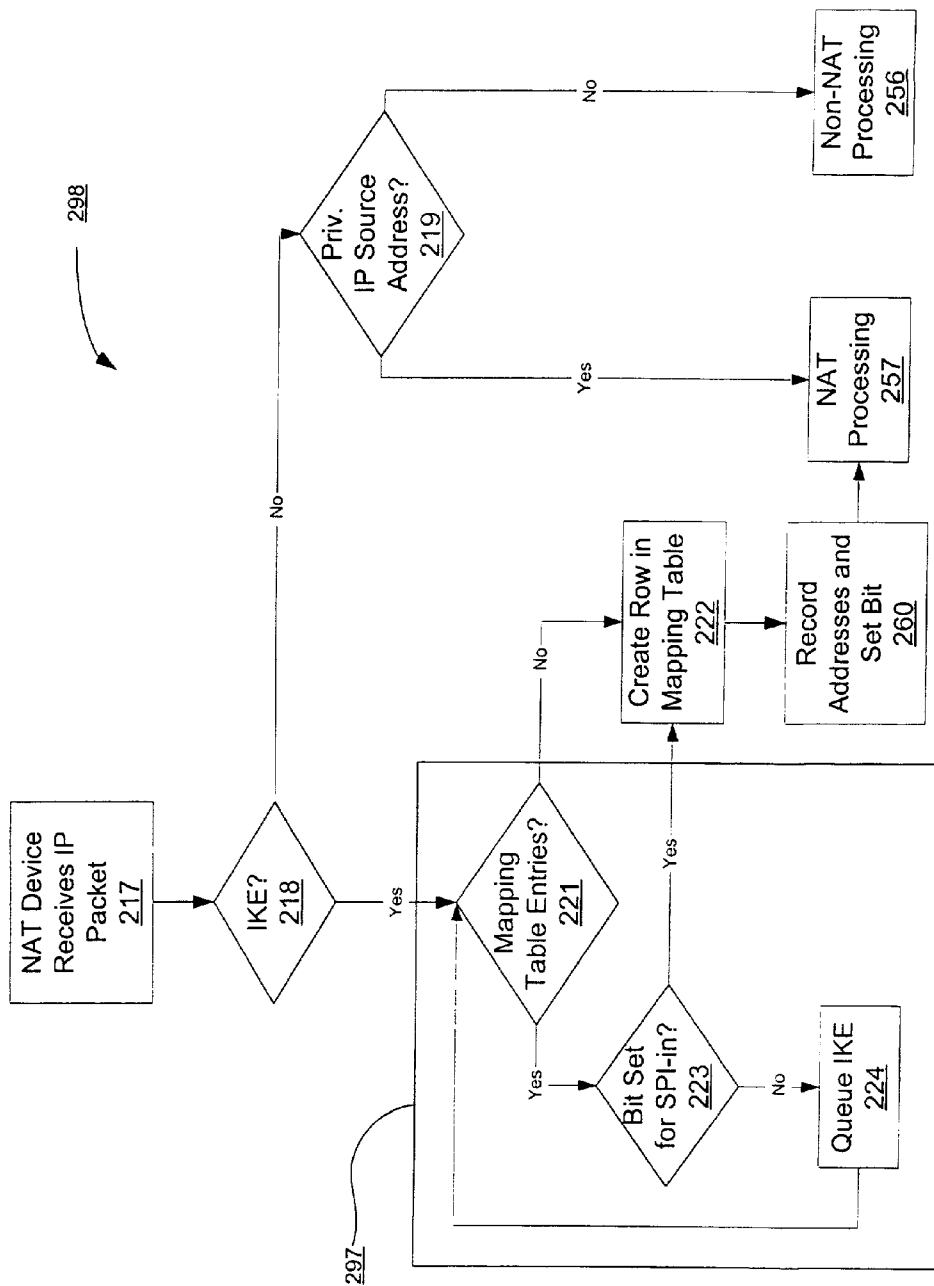 298
NAT Device
Receives IP
Packet
217
IKE?
218
No
Yes
Priv.
IP Source
Address?
219
No
Yes
Non-NAT
Processing
256
NAT
Processing
257
297
Mapping
Table Entries?
221
No
Yes
Create Row in
Mapping Table
222
Bit Set
for SPI-in?
223
Yes
No
Record
Addresses and
Set Bit
260
Queue IKE
224